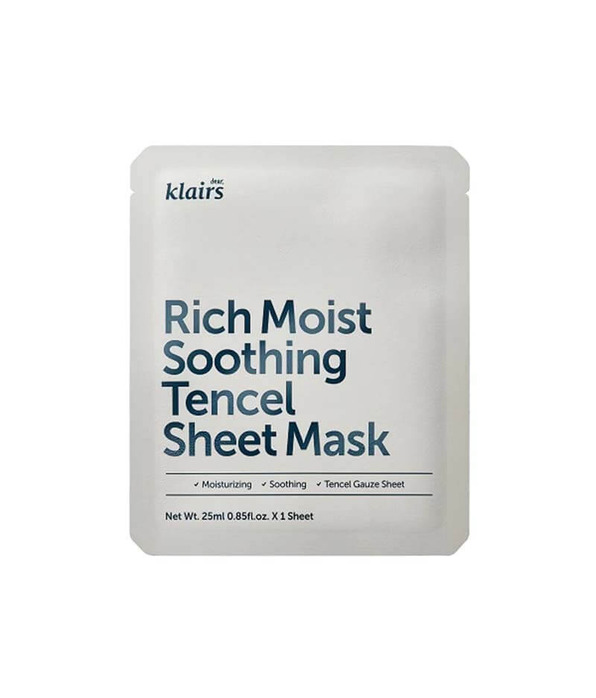 dear,
klairs
Rich Moist
Soothing
Tencel
Sheet Mask
✓ Moisturizing ✓ Soothing ✓ Tencel Gauze Sheet
Net Wt. 25ml 0.85fl.oz. X 1 Sheet